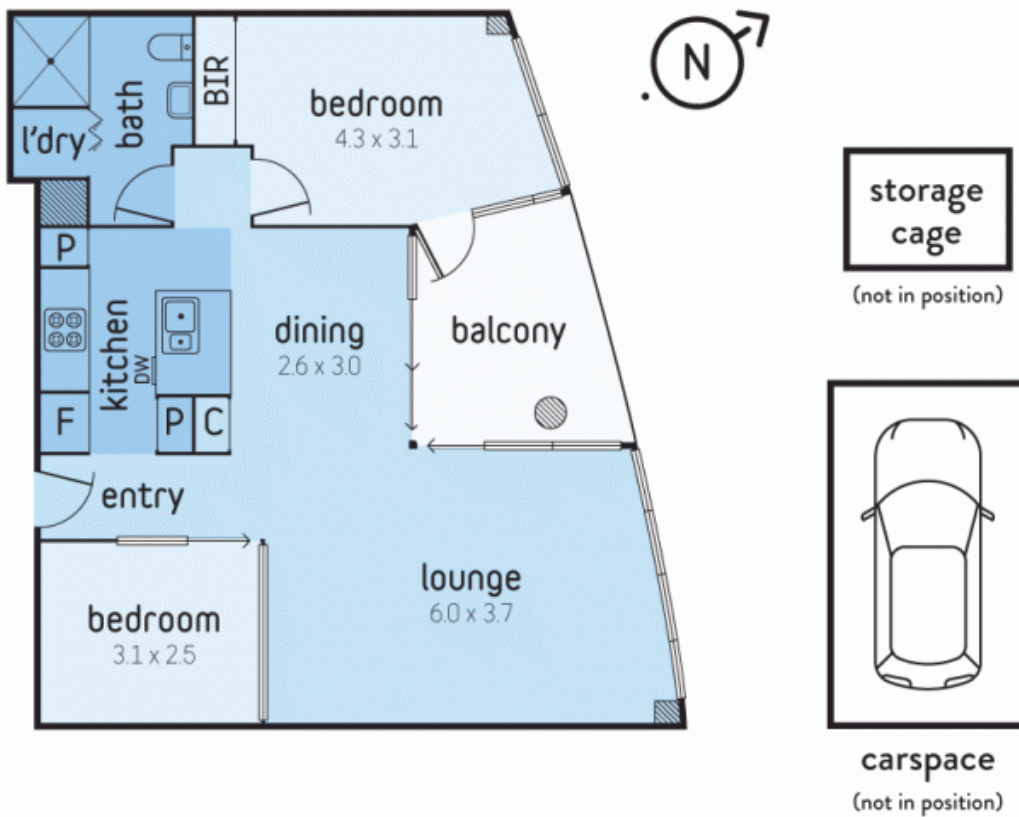 N
BIR
bath
bedroom
4.3 x 3.1
l'dry
storage
cage
(not in position)
P
kitchen
dining
2.6 x 3.0
balcony
DW
F
P
C
entry
lounge
6.0 x 3.7
bedroom
3.1 x 2.5
carspace
(not in position)